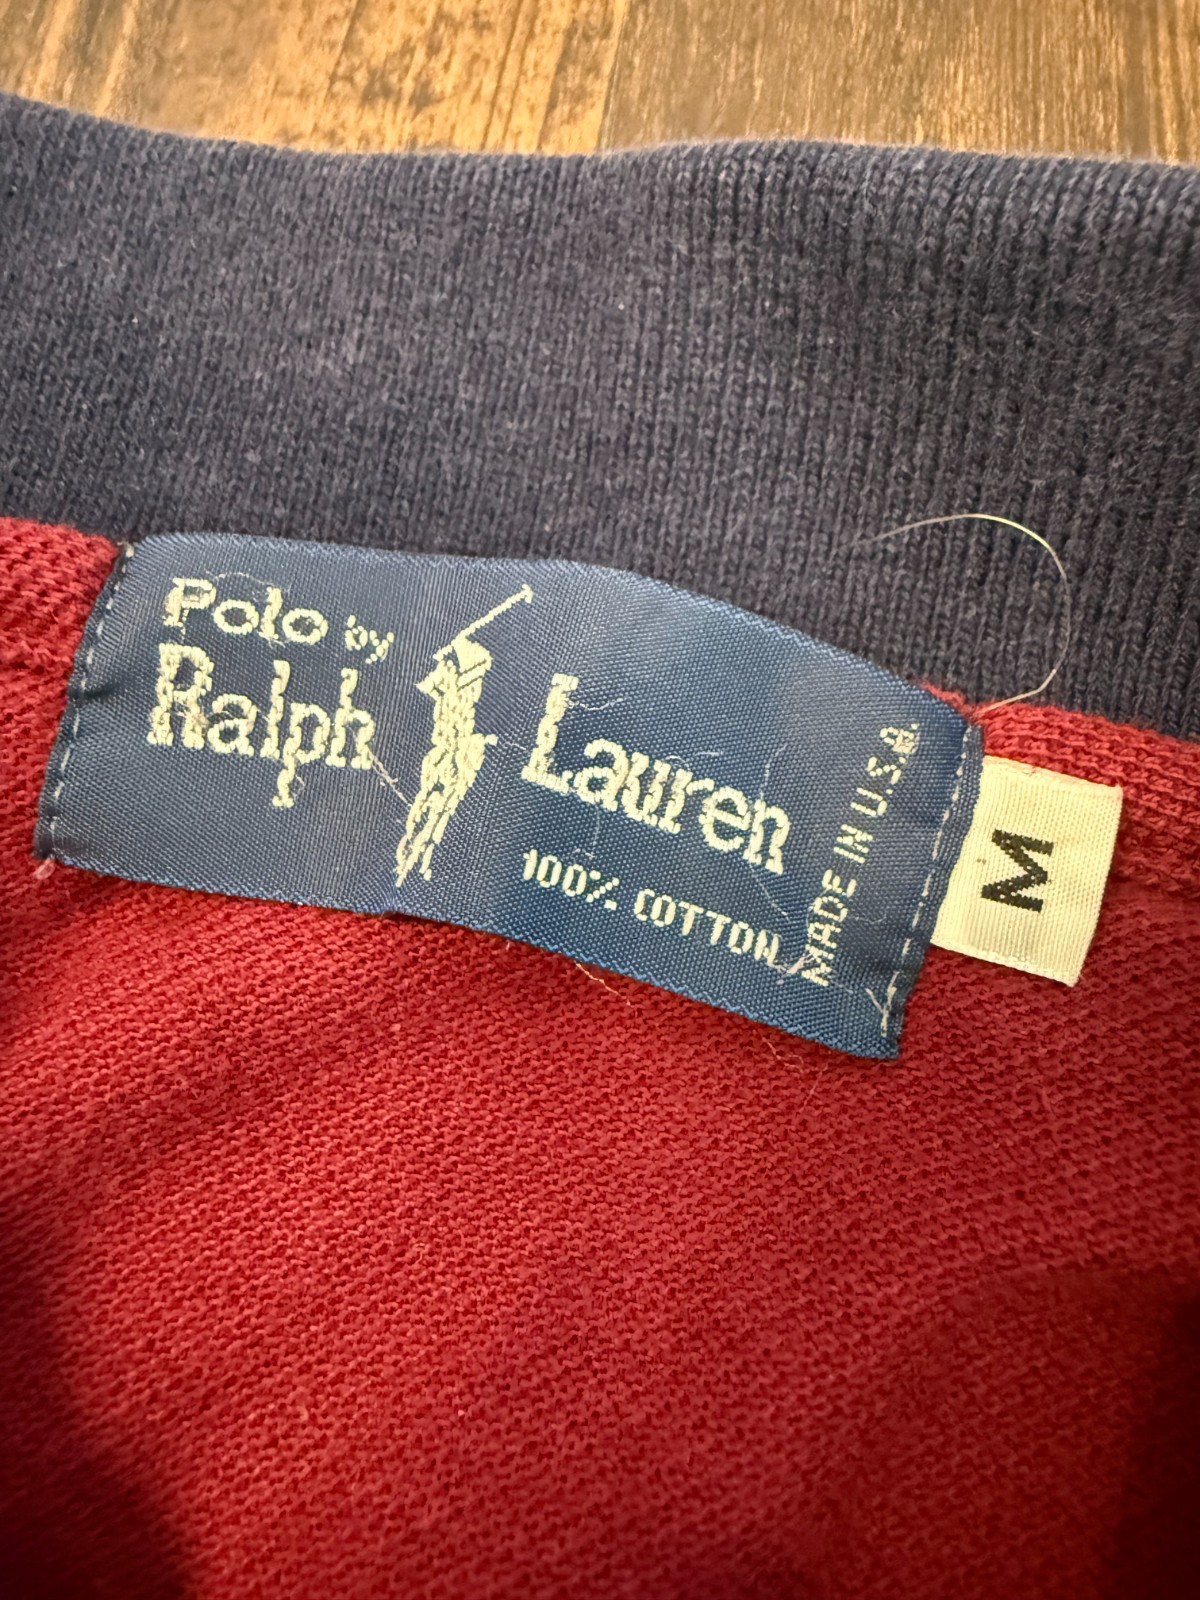 Polo by
Ralph Lauren
100% COTTON
MADE IN U.S.A.
M